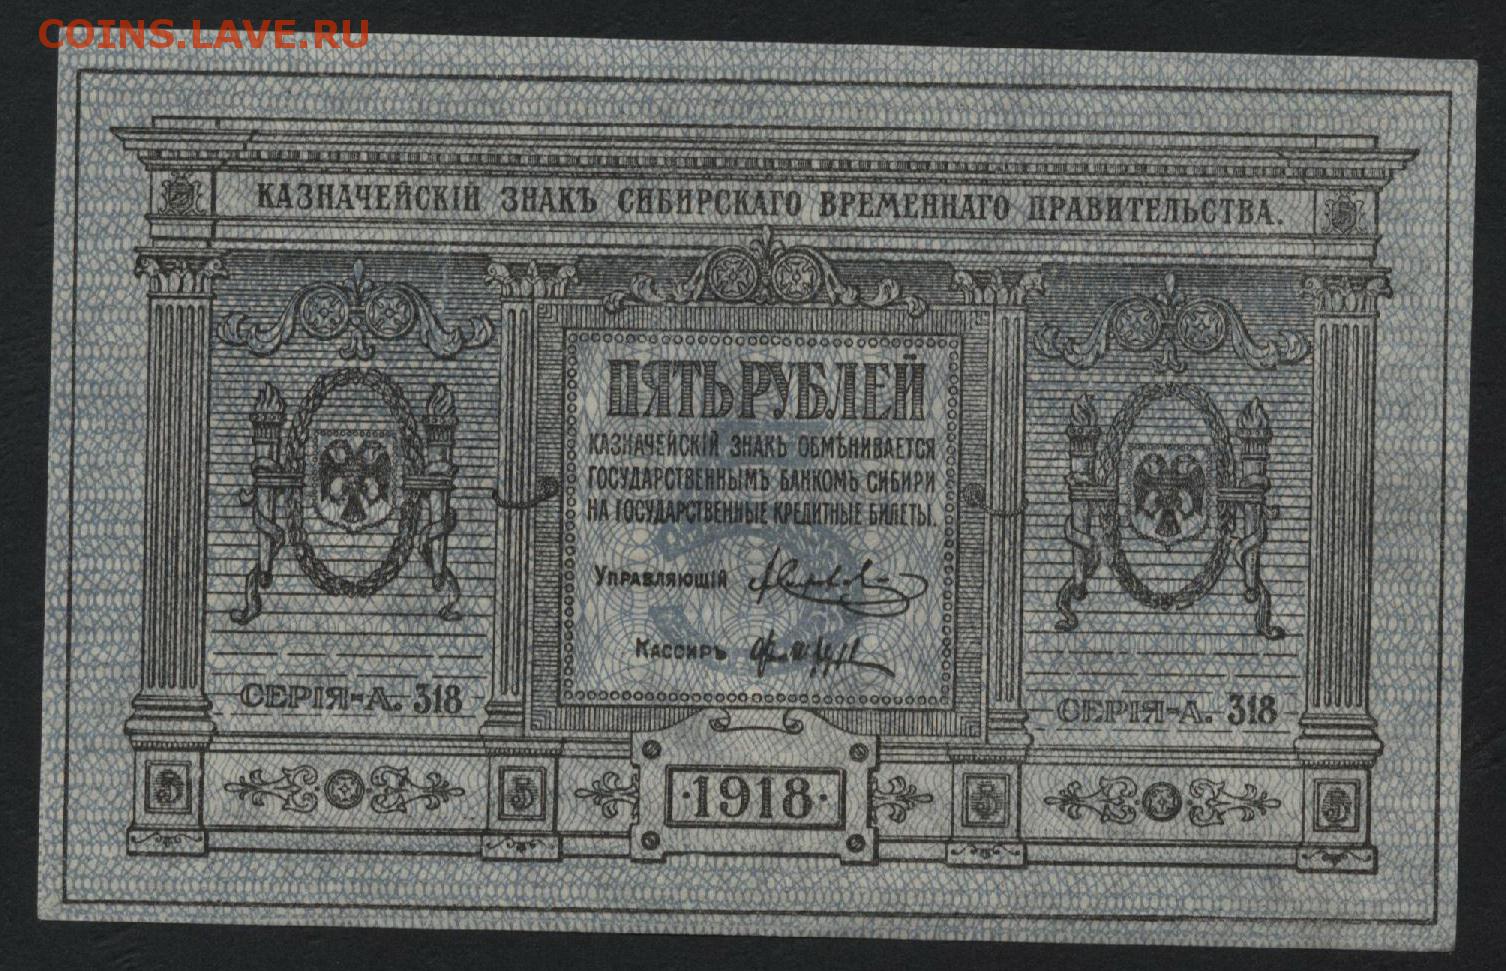 COINS.LAVE.RU
КАЗНАЧЕЙСКІЙ ЗНАКЪ СИБИРСКАГО ВРЕМЕННАГО ПРАВИТЕЛЬСТВА.
ПЯТЬ РУБЛЕЙ
КАЗНАЧЕЙСКІЙ ЗНАКЪ ОБМѢНИВАЕТСЯ
ГОСУДАРСТВЕННЫМЪ БАНКОМЪ СИБИРИ
НА ГОСУДАРСТВЕННЫЕ КРЕДИТНЫЕ БИЛЕТЫ.
5
УПРАВЛЯЮЩІЙ
КАССИРЪ
СЕРІЯ-А. 318
СЕРІЯ-А. 318
5 5 5 5
·1918·